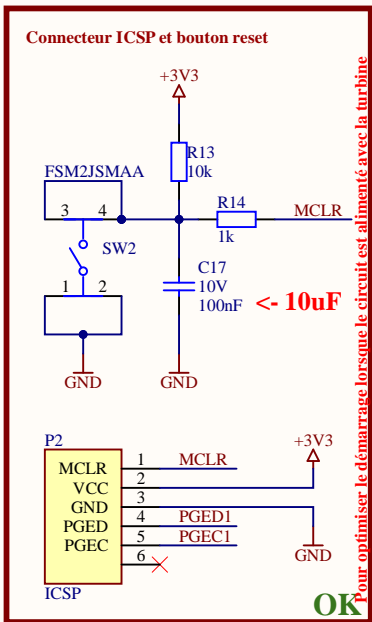 Connecteur ICSP et bouton reset
+3V3
R13
10k
FSM2JSMAA
R14
3 4
MCLR
1k
SW2
C17
10V
100nF
<- 10uF
1 2
GND
GND
Pour optimiser le démarrage lorsque le circuit est alimenté avec la turbine
P2
+3V3
MCLR 1 MCLR
VCC 2
GND 3
PGED 4 PGED1
PGEC 5 PGEC1
6
GND
ICSP
OK